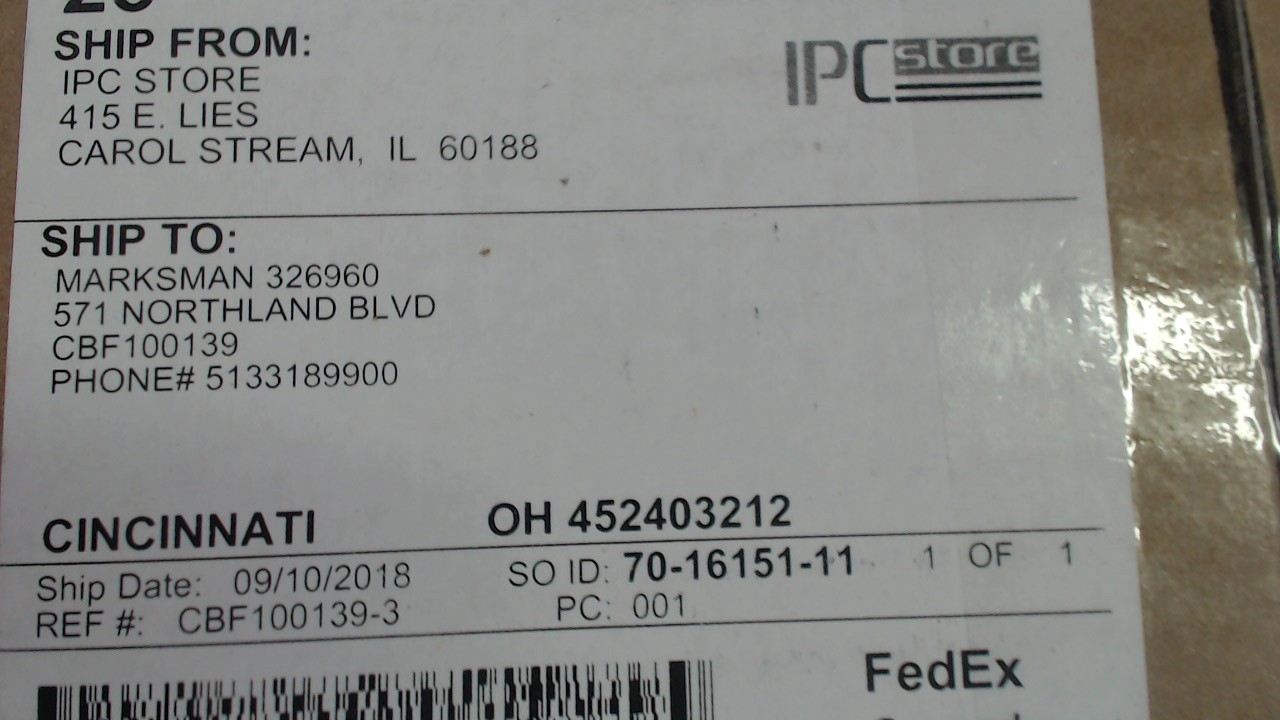 SHIP FROM:
IPC STORE
415 E. LIES
CAROL STREAM, IL 60188
IPC store
SHIP TO:
MARKSMAN 326960
571 NORTHLAND BLVD
CBF100139
PHONE# 5133189900
CINCINNATI OH 452403212
Ship Date: 09/10/2018 SO ID: 70-16151-11 1 OF 1
REF #: CBF100139-3 PC: 001
FedEx